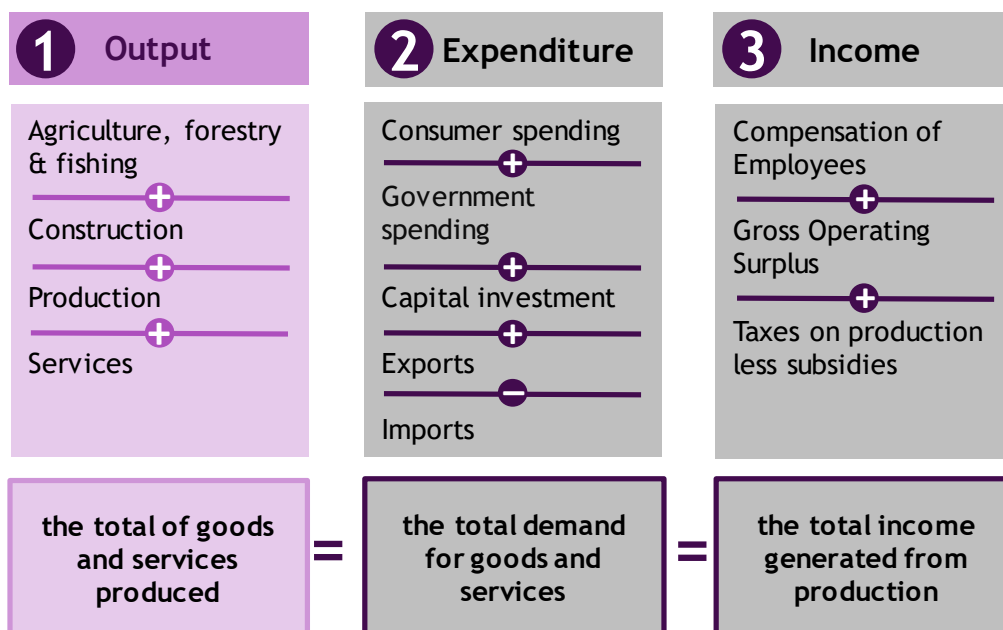 1 Output
Agriculture, forestry
& fishing
+
Construction
+
Production
+
Services
the total of goods
and services
produced
=
2 Expenditure
Consumer spending
+
Government
spending
+
Capital investment
+
Exports
−
Imports
the total demand
for goods and
services
=
3 Income
Compensation of
Employees
+
Gross Operating
Surplus
+
Taxes on production
less subsidies
the total income
generated from
production